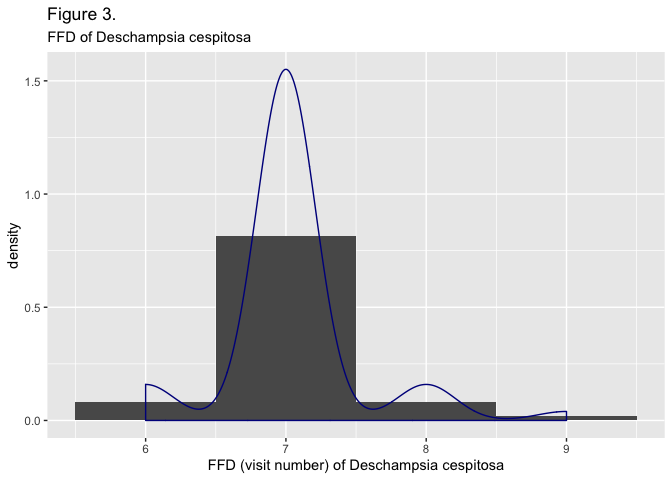 Figure 3.
FFD of Deschampsia cespitosa
1.5
1.0
0.5
0.0
density
6 7 8 9
FFD (visit number) of Deschampsia cespitosa